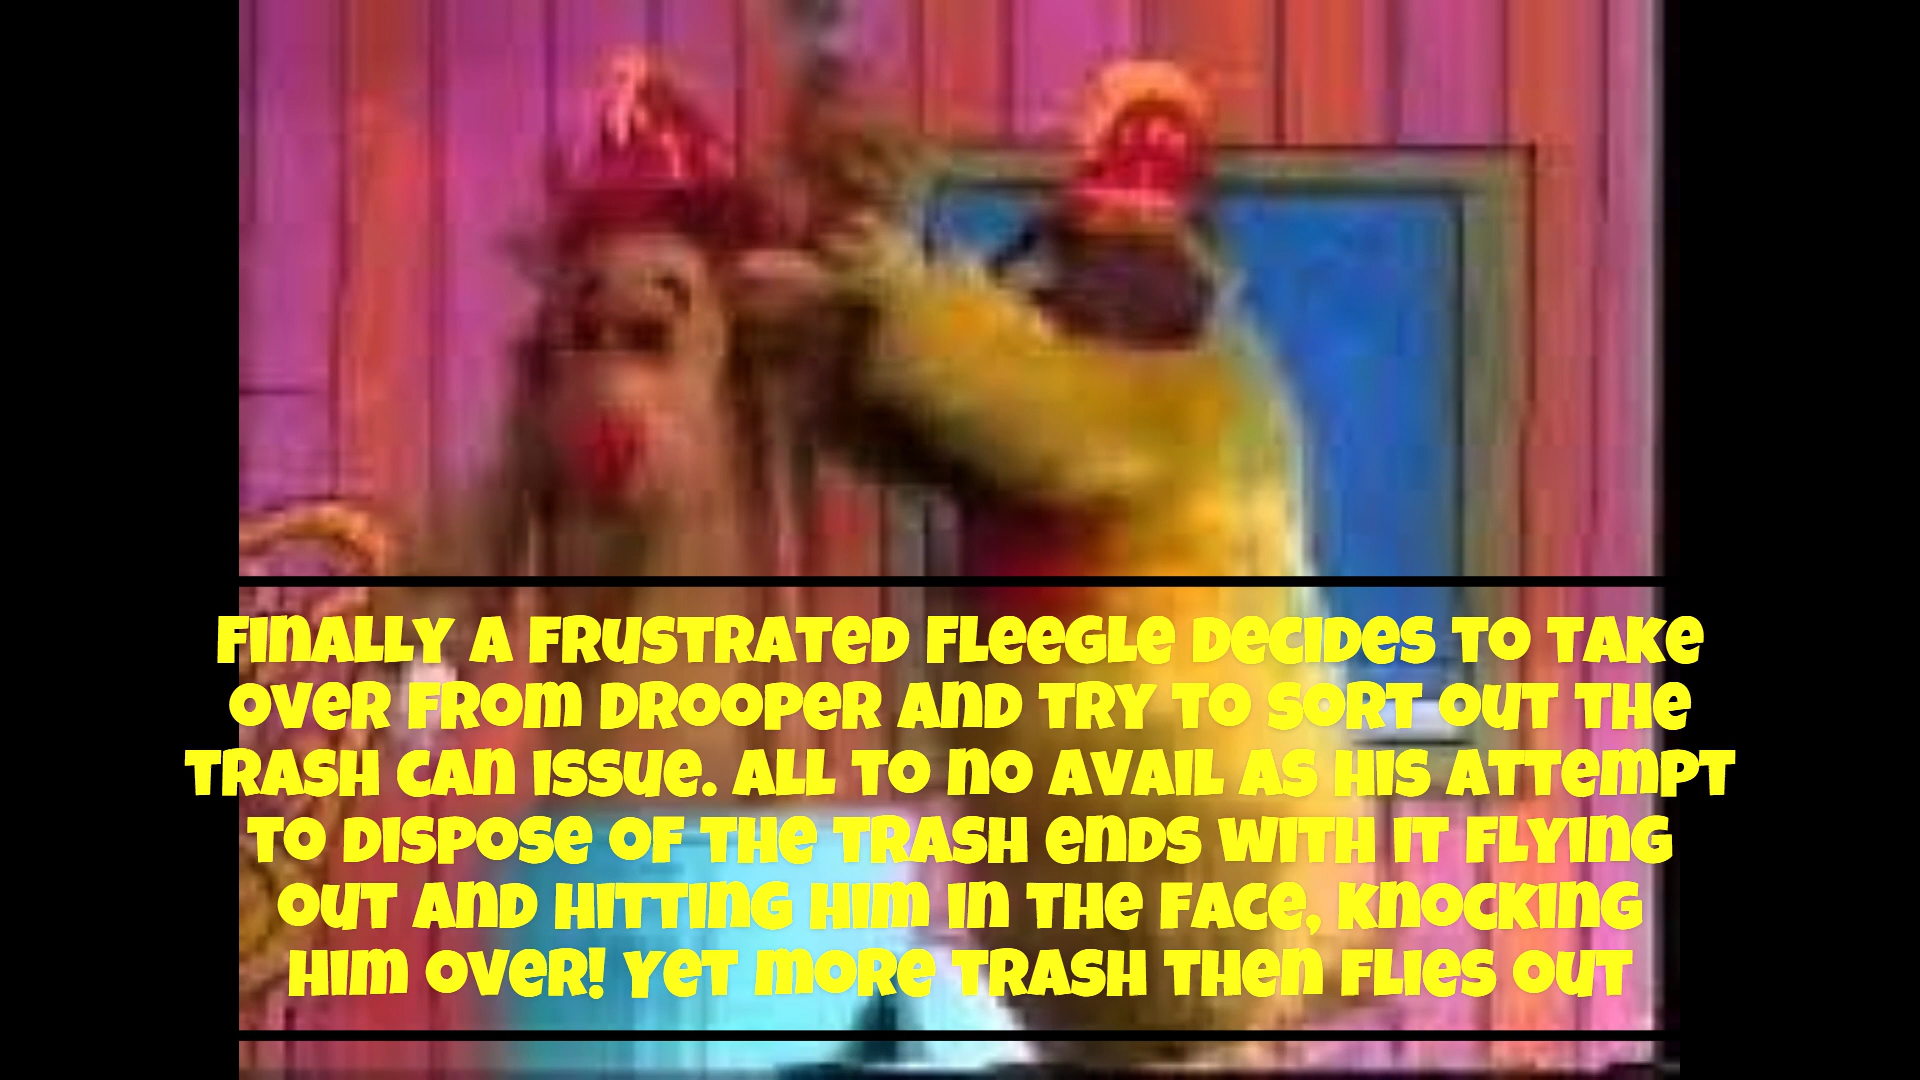 Finally a frustrated Fleegle decides to take
over from Drooper and try to sort out the
trash can issue. All to no avail as his attempt
to dispose of the trash ends with it flying
out and hitting him in the face, knocking
him over! Yet more trash then flies out